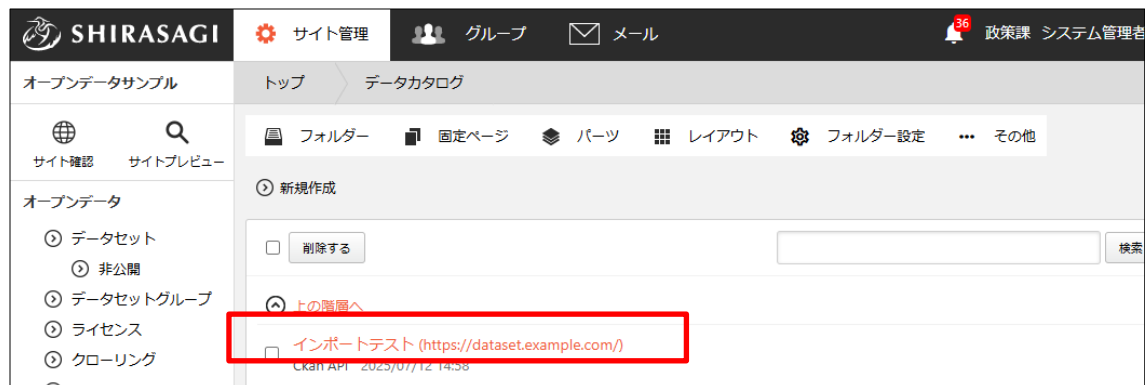 SHIRASAGI
サイト管理
グループ
メール
36
政策課 システム管理者
オープンデータサンプル
トップ
データカタログ
サイト確認
サイトプレビュー
フォルダー
固定ページ
パーツ
レイアウト
フォルダー設定
その他
新規作成
オープンデータ
データセット
非公開
データセットグループ
ライセンス
クローリング
削除する
検索
上の階層へ
インポートテスト (https://dataset.example.com/)
Ckan API 2025/07/12 14:58